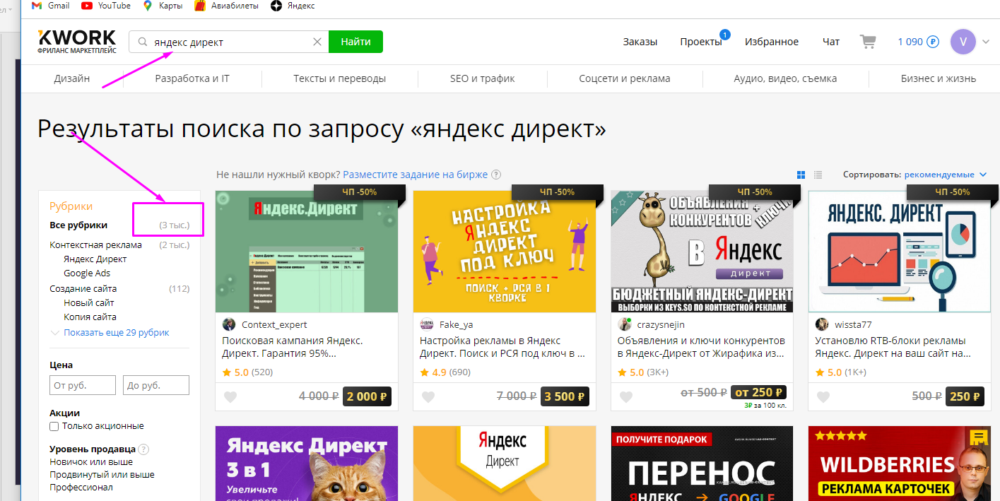 Gmail YouTube Карты Авиабилеты Яндекс
KWORK
ФРИЛАНС МАРКЕТПЛЕЙС
яндекс директ Найти Заказы Проекты 1 Избранное Чат 1 090 ₽ V
Дизайн Разработка и IT Тексты и переводы SEO и трафик Соцсети и реклама Аудио, видео, съемка Бизнес и жизнь
Результаты поиска по запросу «яндекс директ»
Не нашли нужный кворк? Разместите задание на бирже ? Сортировать: рекомендуемые
Рубрики
Все рубрики (3 тыс.)
Контекстная реклама (2 тыс.)
Яндекс Директ
Google Ads
Создание сайта (112)
Новый сайт
Копия сайта
Показать еще 29 рубрик
Цена
От руб. До руб.
Акции
Только акционные
Уровень продавца ?
Новичок или выше
Продвинутый или выше
Профессионал
ЧП -50%
Яндекс.Директ
Context_expert
Поисковая кампания Яндекс.
Директ. Гарантия 95%...
5.0 (520)
4 000 ₽ 2 000 ₽
ЧП -50%
НАСТРОЙКА
ЯНДЕКС
ДИРЕКТ
ПОД КЛЮЧ
ПОИСК + РСЯ В 1
КВОРКЕ
Fake_ya
Настройка рекламы в Яндекс
Директ. Поиск и РСЯ под ключ в ...
4.9 (690)
7 000 ₽ 3 500 ₽
ЧП -50%
ОБЪЯВЛЕНИЯ +
КОНКУРЕНТОВ КЛЮЧИ
В Яндекс
директ
БЮДЖЕТНЫЙ ЯНДЕКС-ДИРЕКТ
ВЫБОРКИ ИЗ KEYS.SO ПО КОНТЕКСТНОЙ РЕКЛАМЕ
crazysnejin
Объявления и ключи конкурентов
в Яндекс-Директ от Жирафика из...
5.0 (3K+)
от 500 ₽ от 250 ₽
3₽ за 100 кл.
ЧП -50%
ЯНДЕКС. ДИРЕКТ
wissta77
Установлю RTB-блоки рекламы
Яндекс. Директ на ваш сайт на...
5.0 (1K+)
500 ₽ 250 ₽
Яндекс Директ
3 в 1
Увеличьте
свои продажи!
Яндекс
Директ
ПОЛУЧИТЕ ПОДАРОК
ПЕРЕНОС
ЯНДЕКС → GOOGLE
WILDBERRIES
РЕКЛАМА КАРТОЧЕК